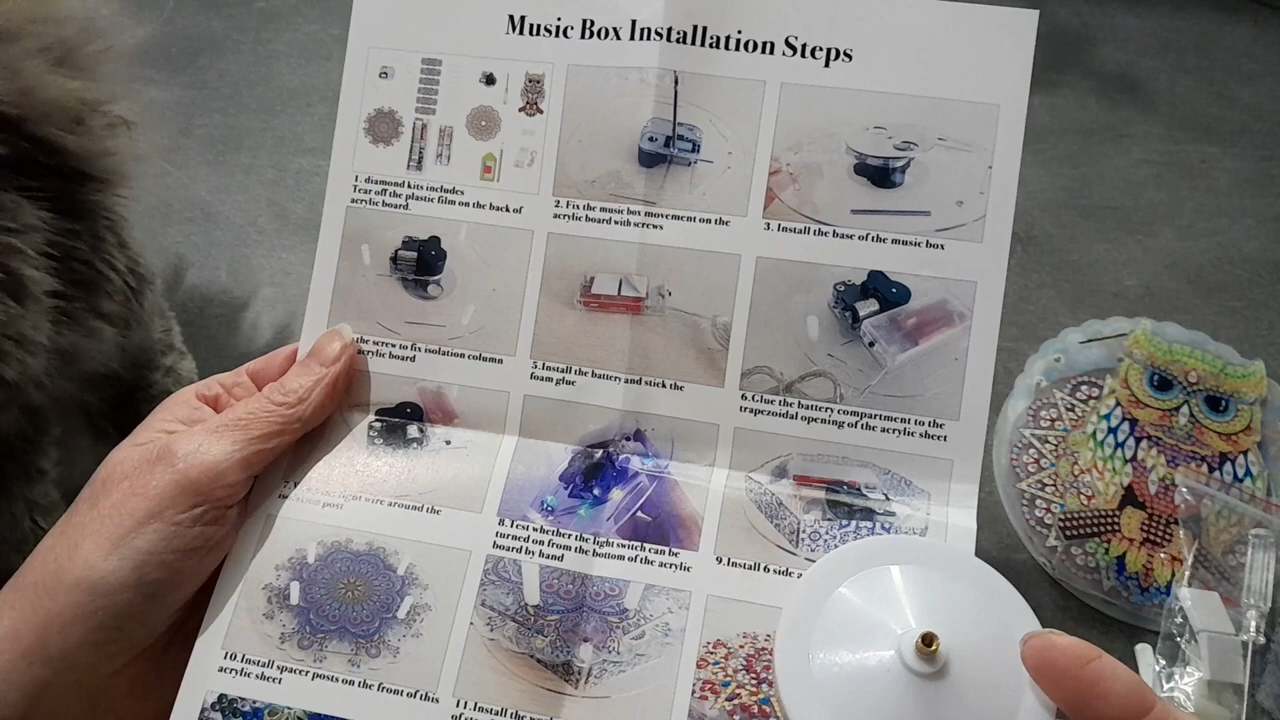 Music Box Installation Steps
1. diamond kits includes
Tear off the plastic film on the back of
acrylic board.
2. Fix the music box movement on the
acrylic board with screws
3. Install the base of the music box
the screw to fix isolation column
acrylic board
5.Install the battery and stick the
foam glue
6.Glue the battery compartment to the
trapezoidal opening of the acrylic sheet
7. light wire around the
post
8.Test whether the light switch can be
turned on from the bottom of the acrylic
board by hand
9.Install 6 side
10.Install spacer posts on the front of this
acrylic sheet
11.Install the